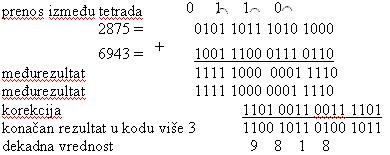 prenos između tetrada 0 1 1 0
2875 = 0101 1011 1010 1000
+
6943 = 1001 1100 0111 0110
međurezultat 1111 1000 0001 1110
međurezultat 1111 1000 0001 1110
korekcija 1101 0011 0011 1101
konačan rezultat u kodu više 3 1100 1011 0100 1011
dekadna vrednost 9 8 1 8